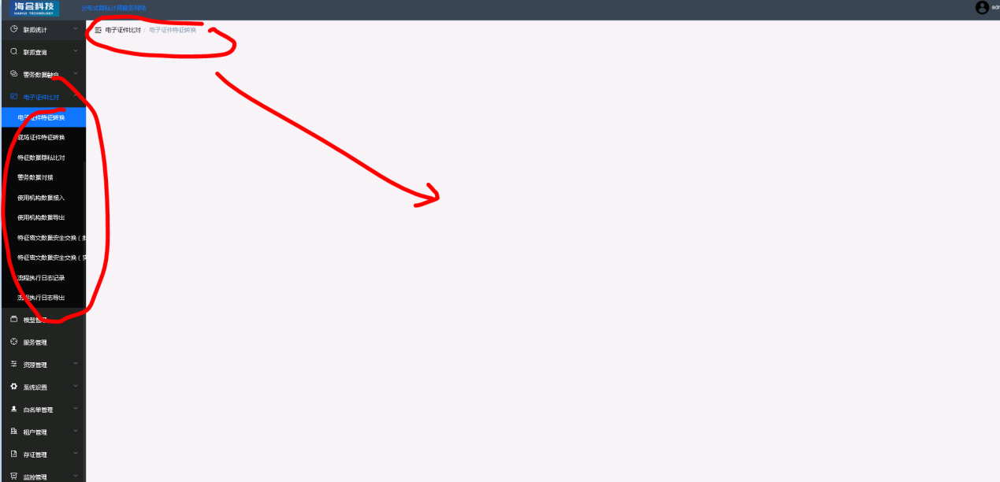 海会科技
HAIHUI TECHNOLOGY
分布式隐私计算服务网络
联邦统计
联邦查询
警务数据融合
电子证件比对
电子证件特征转换
现场证件特征转换
特征数据隐私比对
警务数据对接
使用机构数据接入
使用机构数据导出
特征密文数据安全交换（
特征密文数据安全交换（
流程执行日志记录
流程执行日志导出
模型管理
服务管理
资源管理
系统设置
白名单管理
租户管理
存证管理
监控管理
电子证件比对 / 电子证件特征转换